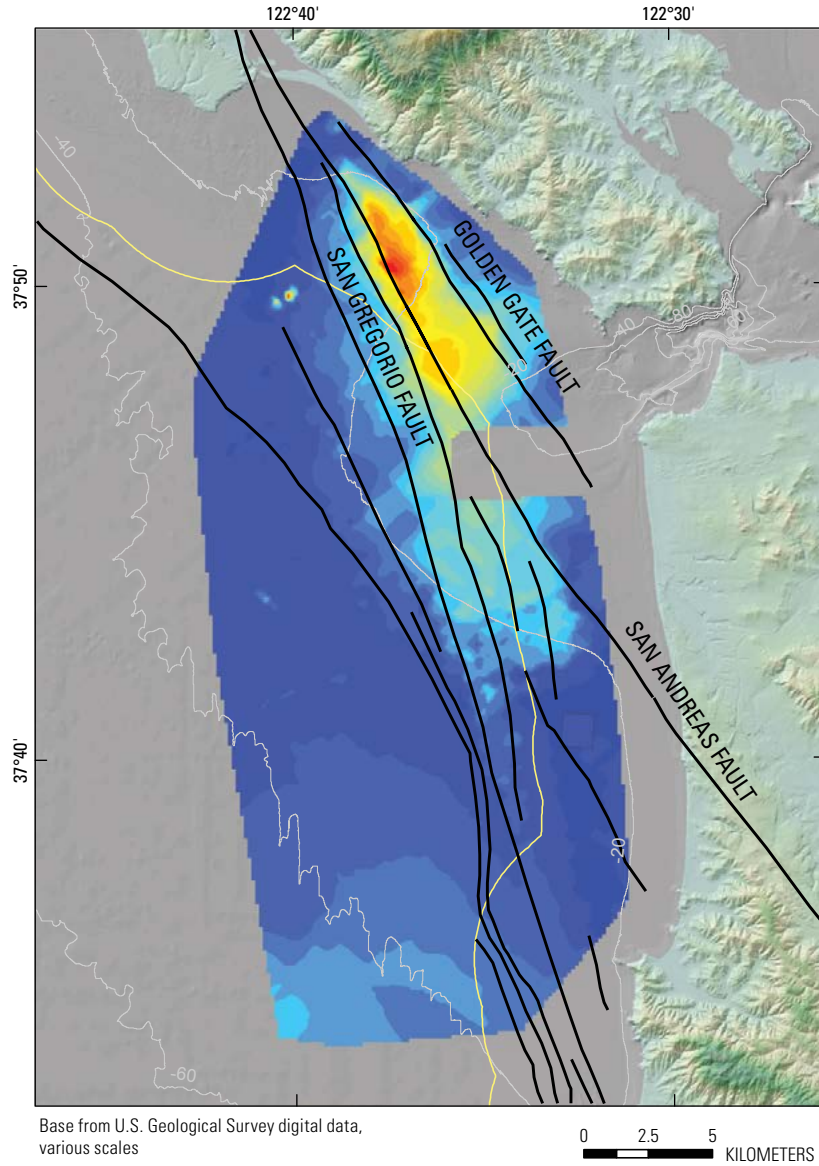 122°40'
122°30'
-40
37°50'
GOLDEN GATE FAULT
SAN GREGORIO FAULT
-40
-20
SAN ANDREAS FAULT
37°40'
-20
-60
Base from U.S. Geological Survey digital data,
various scales
0 2.5 5
KILOMETERS